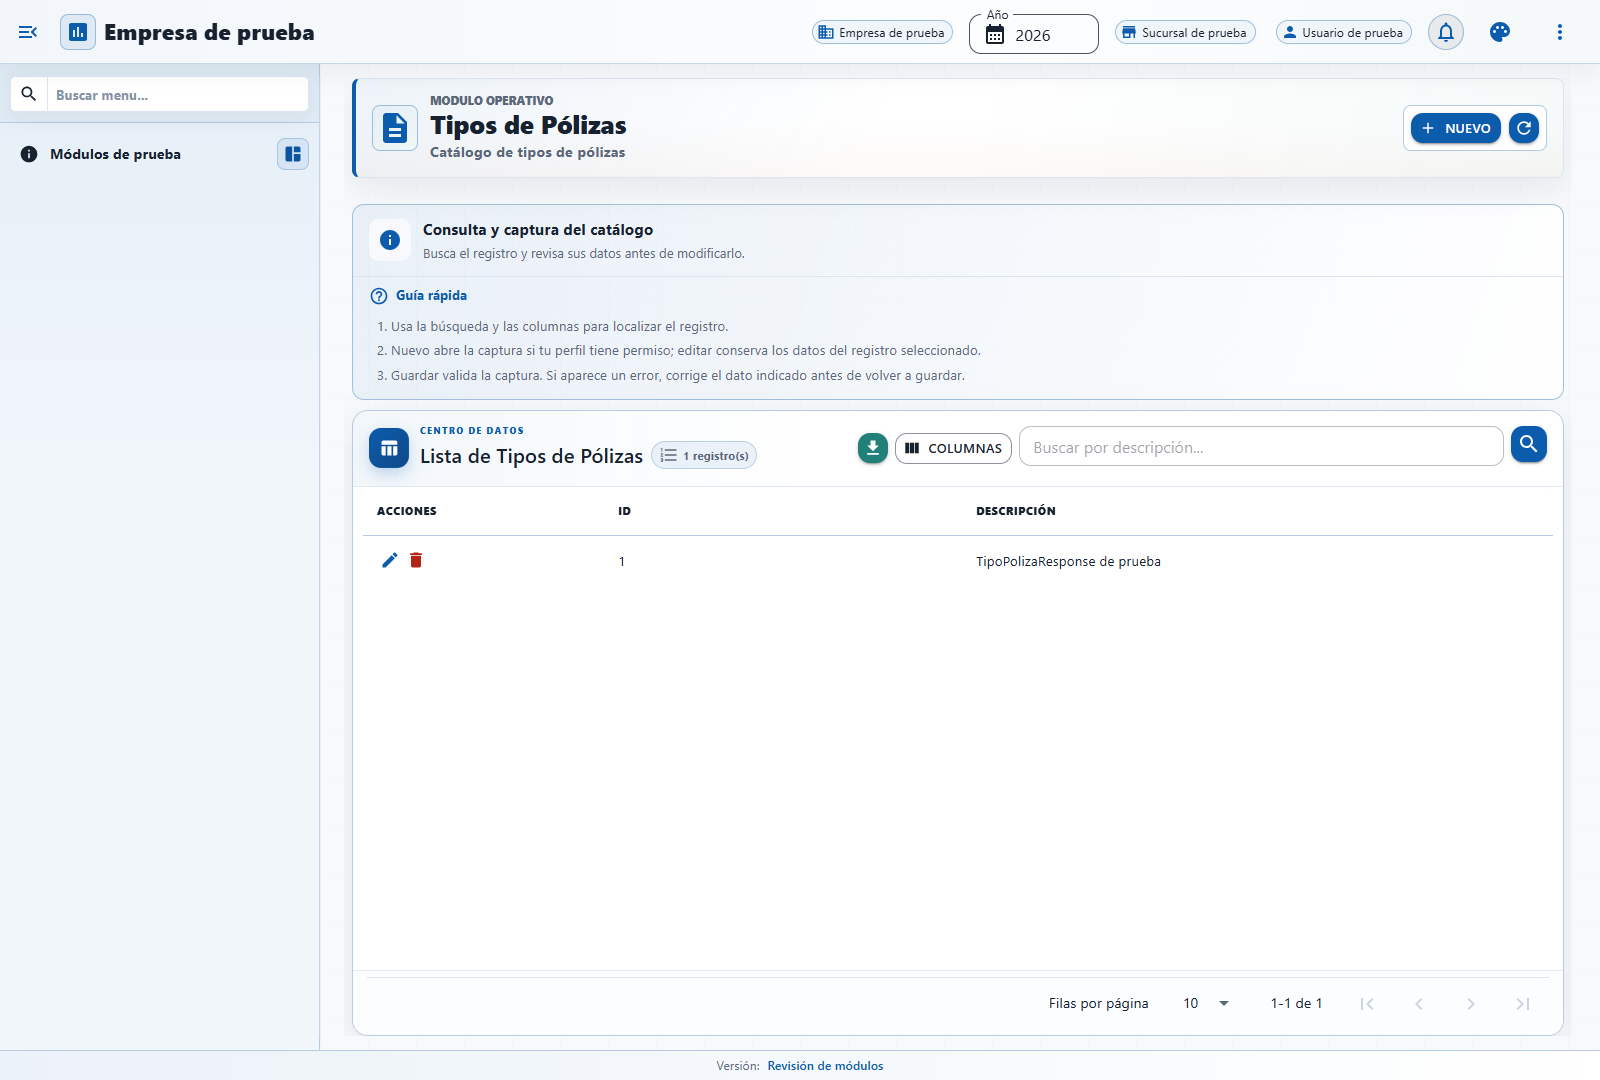 Empresa de prueba
Empresa de prueba
Año
2026
Sucursal de prueba
Usuario de prueba
Buscar menu...
Módulos de prueba
MODULO OPERATIVO
Tipos de Pólizas
Catálogo de tipos de pólizas
NUEVO
Consulta y captura del catálogo
Busca el registro y revisa sus datos antes de modificarlo.
Guía rápida
1. Usa la búsqueda y las columnas para localizar el registro.
2. Nuevo abre la captura si tu perfil tiene permiso; editar conserva los datos del registro seleccionado.
3. Guardar valida la captura. Si aparece un error, corrige el dato indicado antes de volver a guardar.
CENTRO DE DATOS
Lista de Tipos de Pólizas
1 registro(s)
COLUMNAS
Buscar por descripción...
ACCIONES ID DESCRIPCIÓN
1 TipoPolizaResponse de prueba
Filas por página 10 1-1 de 1
Versión: Revisión de módulos